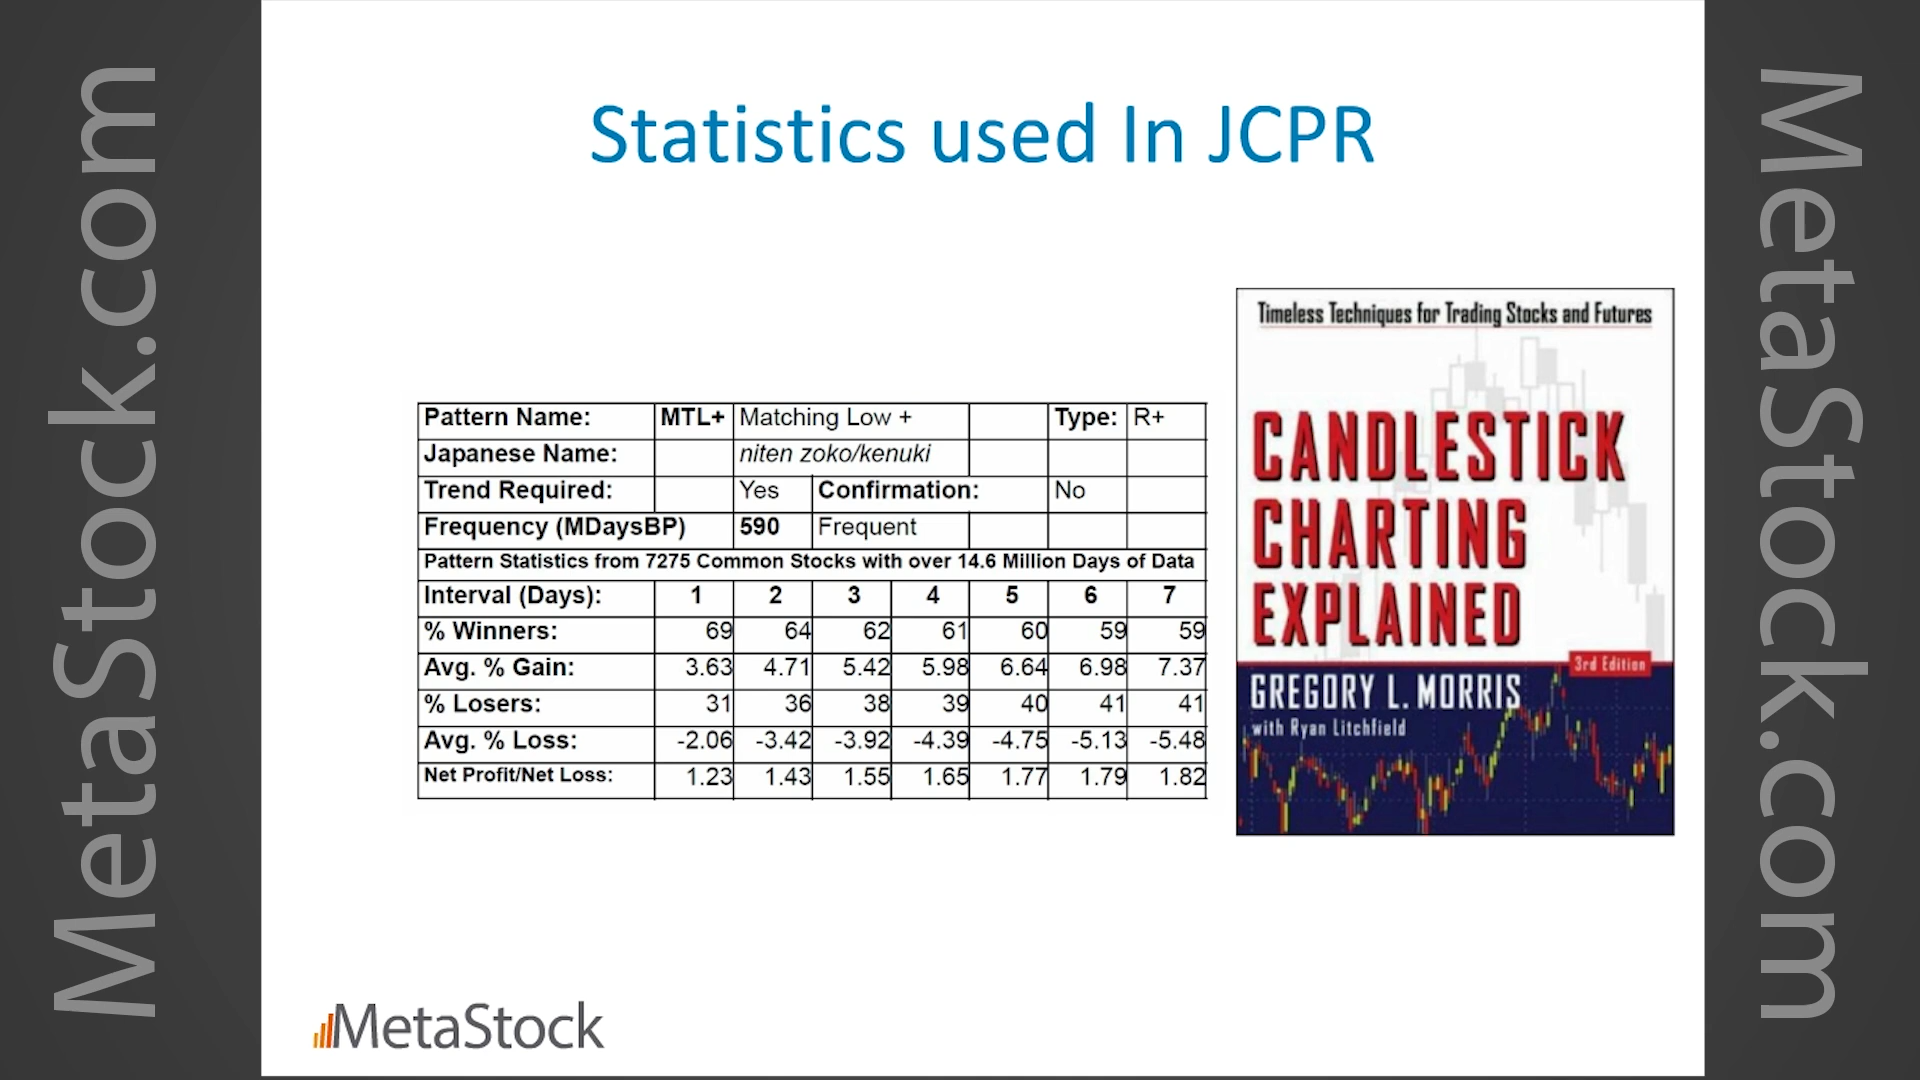 MetaStock.com
Statistics used In JCPR
Pattern Name: MTL+ Matching Low + Type: R+
Japanese Name: niten zoko/kenuki
Trend Required: Yes Confirmation: No
Frequency (MDaysBP) 590 Frequent
Pattern Statistics from 7275 Common Stocks with over 14.6 Million Days of Data
Interval (Days): 1 2 3 4 5 6 7
% Winners: 69 64 62 61 60 59 59
Avg. % Gain: 3.63 4.71 5.42 5.98 6.64 6.98 7.37
% Losers: 31 36 38 39 40 41 41
Avg. % Loss: -2.06 -3.42 -3.92 -4.39 -4.75 -5.13 -5.48
Net Profit/Net Loss: 1.23 1.43 1.55 1.65 1.77 1.79 1.82
Timeless Techniques for Trading Stocks and Futures
CANDLESTICK
CHARTING
EXPLAINED
3rd Edition
GREGORY L. MORRIS
with Ryan Litchfield
MetaStock
MetaStock.com